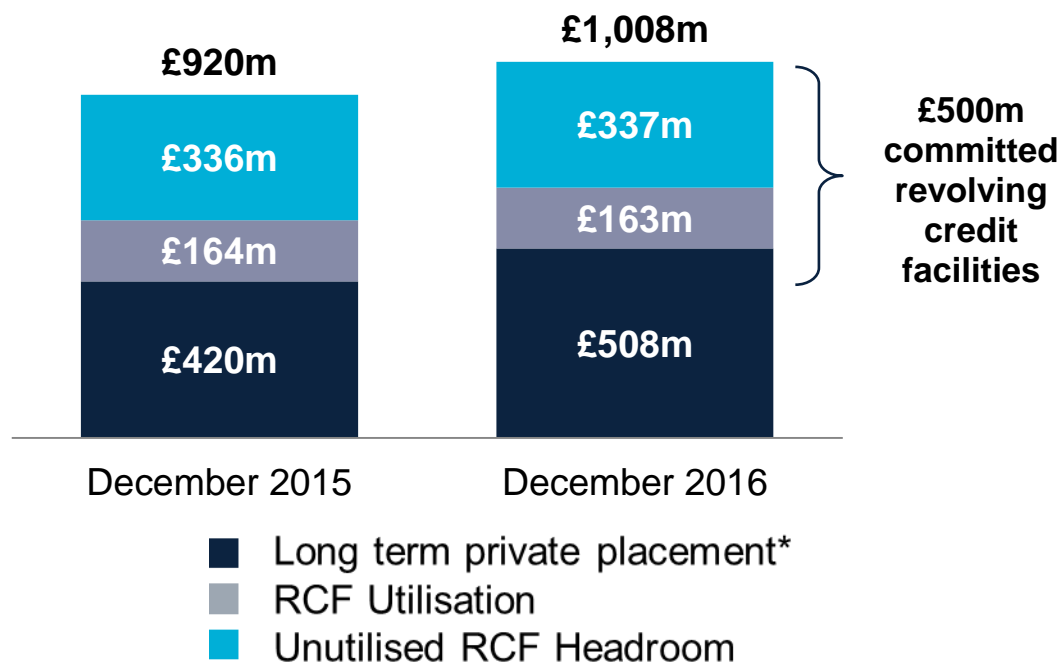 £920m
£336m
£164m
£420m
December 2015
£1,008m
£337m
£163m
£508m
December 2016
£500m
committed
revolving
credit
facilities
Long term private placement*
RCF Utilisation
Unutilised RCF Headroom